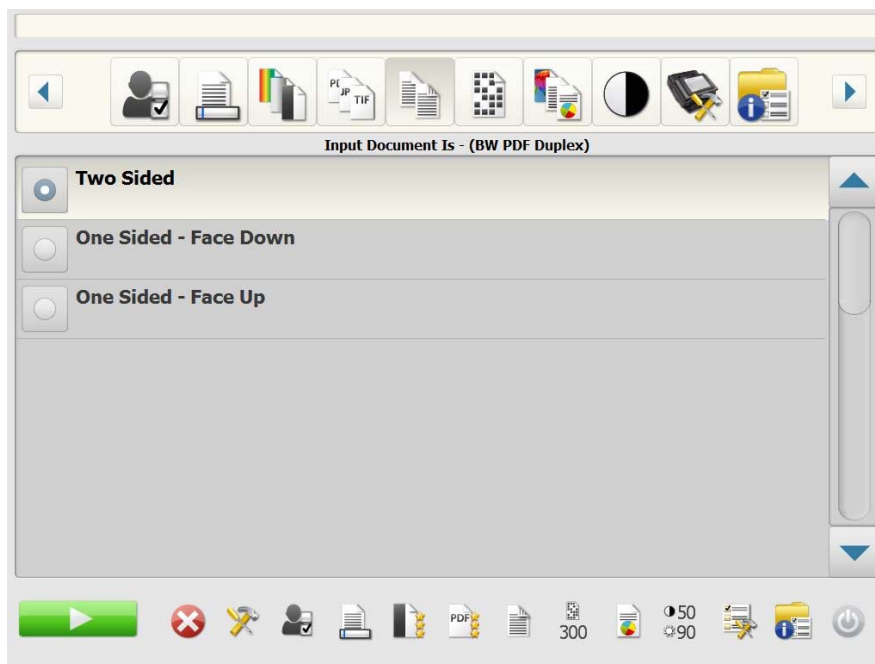 JP
TIF
Input Document Is - (BW PDF Duplex)
Two Sided
One Sided - Face Down
One Sided - Face Up
PDF
300
50
90